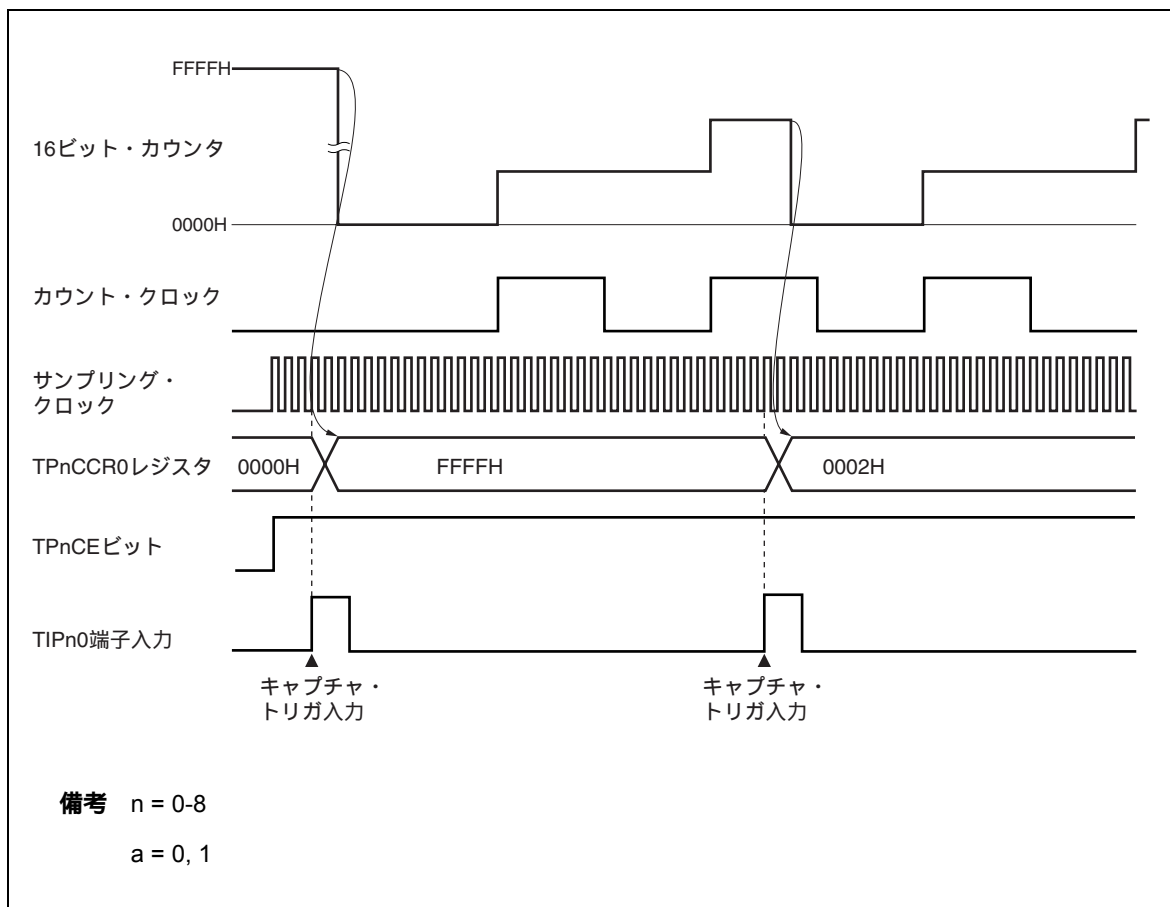 FFFFH
16ビット・カウンタ
0000H
カウント・クロック
サンプリング・
クロック
TPnCCR0レジスタ 0000H FFFFH 0002H
TPnCEビット
TIPn0端子入力
キャプチャ・
トリガ入力
キャプチャ・
トリガ入力
備考 n = 0-8
a = 0, 1